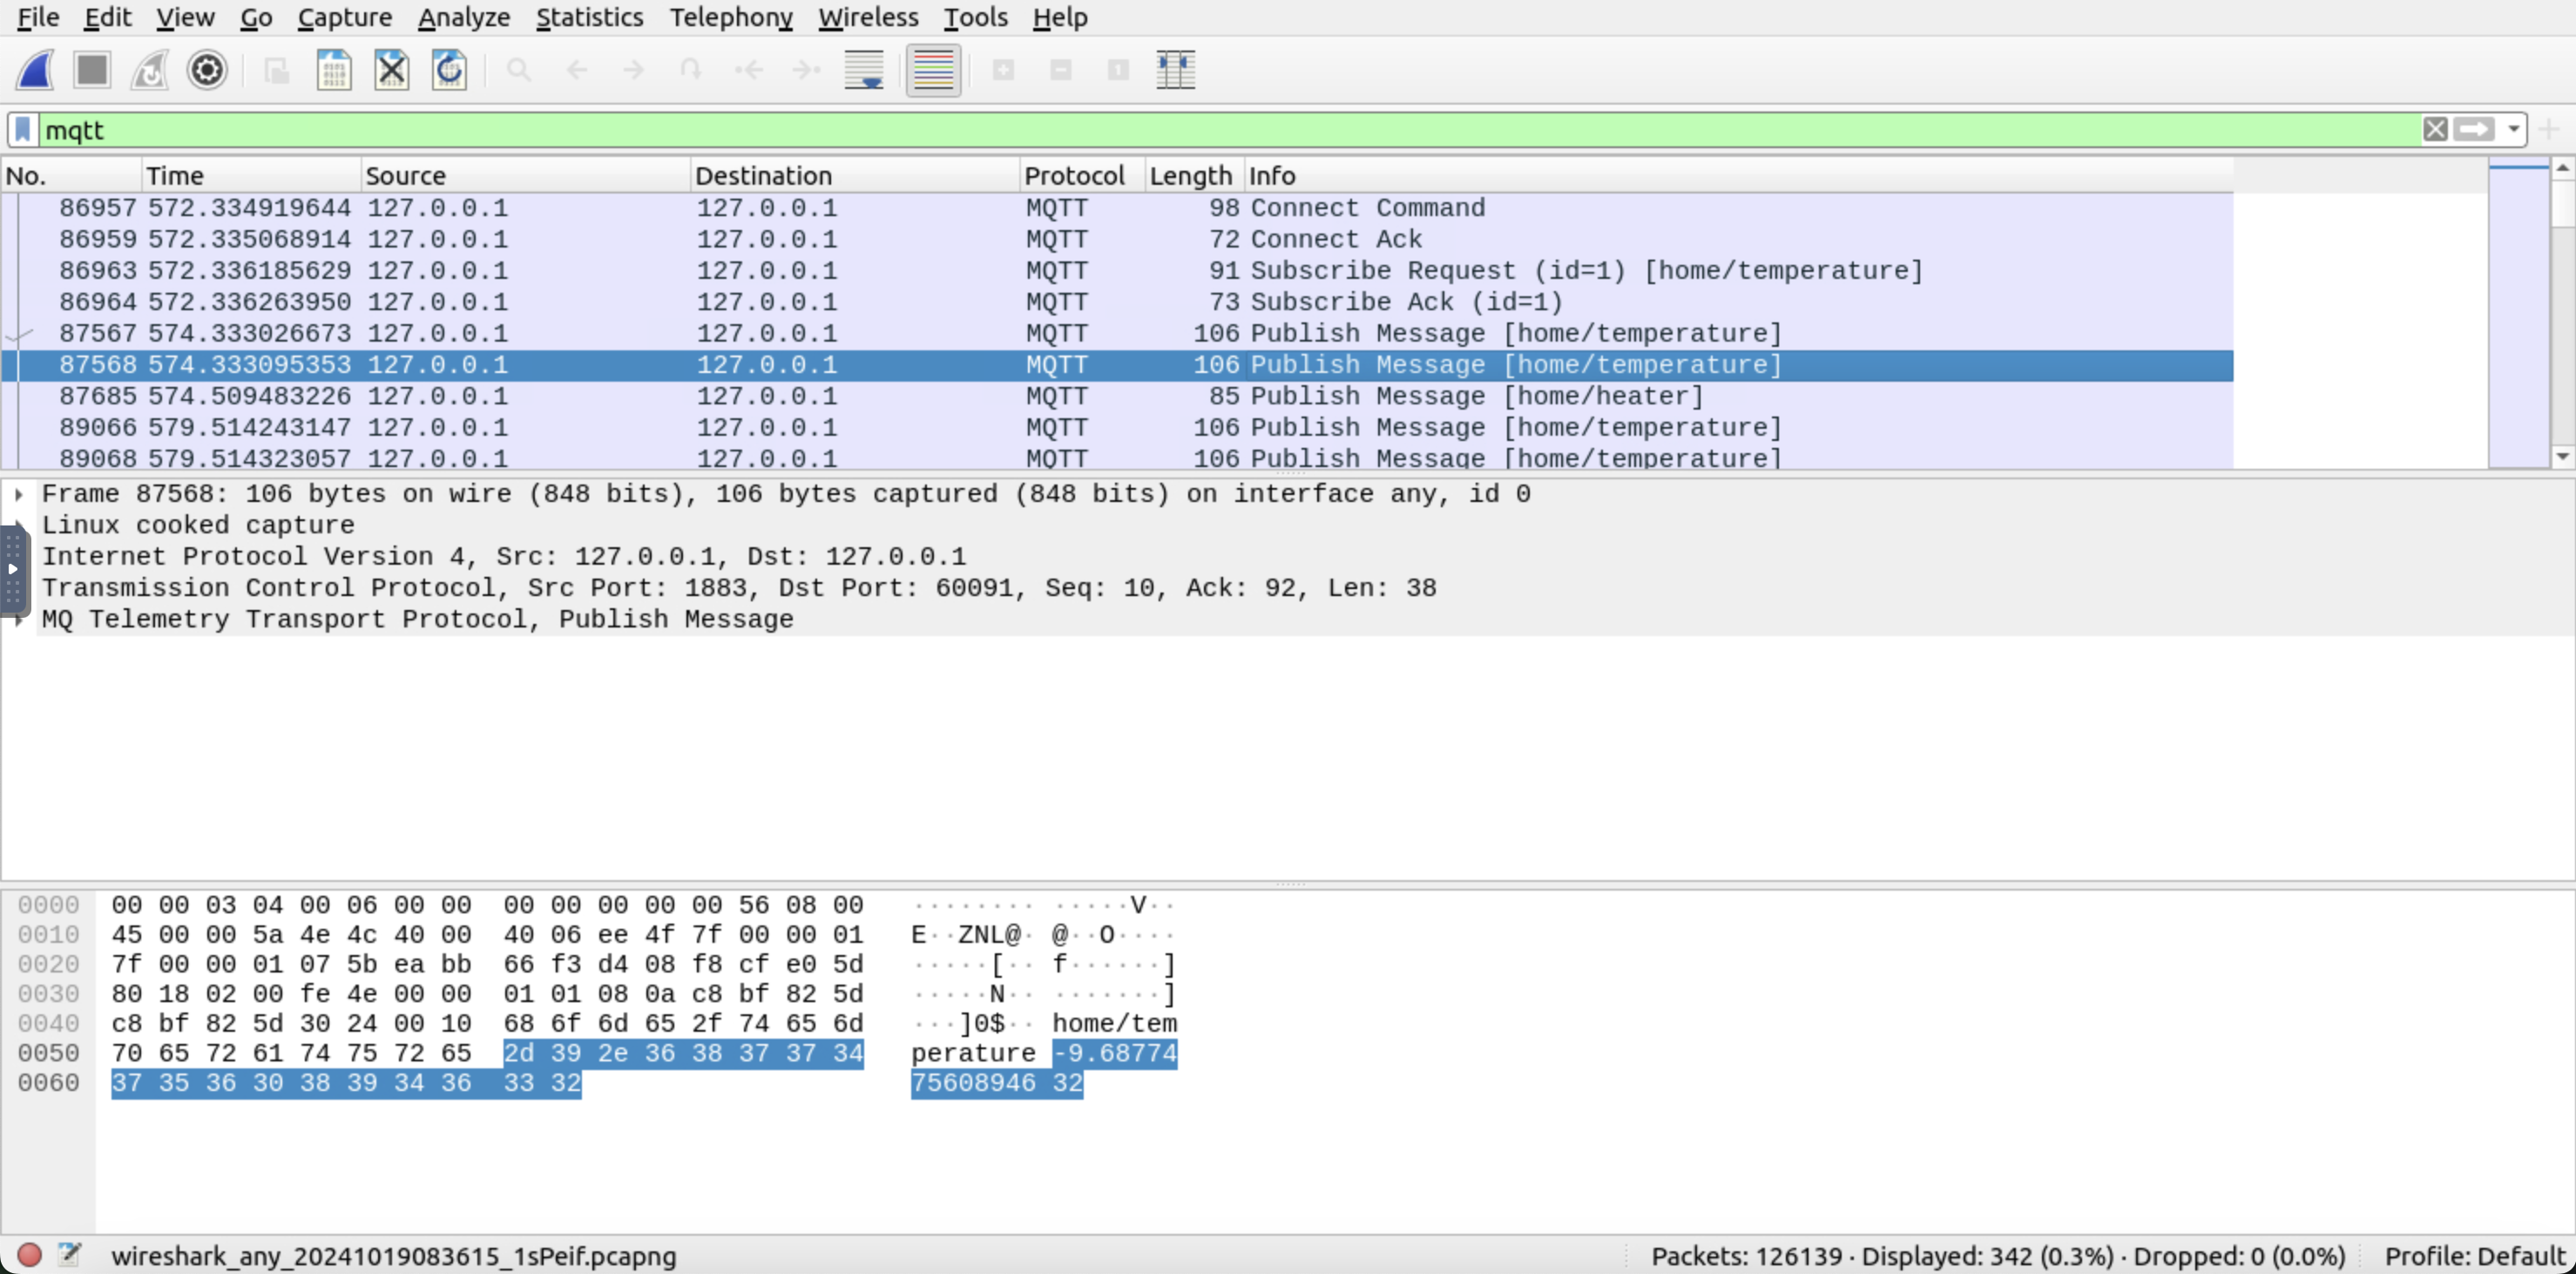 File Edit View Go Capture Analyze Statistics Telephony Wireless Tools Help
mqtt
No. Time Source Destination Protocol Length Info
86957 572.334919644 127.0.0.1 127.0.0.1 MQTT 98 Connect Command
86959 572.335068914 127.0.0.1 127.0.0.1 MQTT 72 Connect Ack
86963 572.336185629 127.0.0.1 127.0.0.1 MQTT 91 Subscribe Request (id=1) [home/temperature]
86964 572.336263950 127.0.0.1 127.0.0.1 MQTT 73 Subscribe Ack (id=1)
87567 574.333026673 127.0.0.1 127.0.0.1 MQTT 106 Publish Message [home/temperature]
87568 574.333095353 127.0.0.1 127.0.0.1 MQTT 106 Publish Message [home/temperature]
87685 574.509483226 127.0.0.1 127.0.0.1 MQTT 85 Publish Message [home/heater]
89066 579.514243147 127.0.0.1 127.0.0.1 MQTT 106 Publish Message [home/temperature]
89068 579.514323057 127.0.0.1 127.0.0.1 MQTT 106 Publish Message [home/temperature]
Frame 87568: 106 bytes on wire (848 bits), 106 bytes captured (848 bits) on interface any, id 0
Linux cooked capture
Internet Protocol Version 4, Src: 127.0.0.1, Dst: 127.0.0.1
Transmission Control Protocol, Src Port: 1883, Dst Port: 60091, Seq: 10, Ack: 92, Len: 38
MQ Telemetry Transport Protocol, Publish Message
0000 00 00 03 04 00 06 00 00 00 00 00 00 00 56 08 00 ········ ·····V··
0010 45 00 00 5a 4e 4c 40 00 40 06 ee 4f 7f 00 00 01 E··ZNL@· @··O····
0020 7f 00 00 01 07 5b ea bb 66 f3 d4 08 f8 cf e0 5d ·····[·· f······]
0030 80 18 02 00 fe 4e 00 00 01 01 08 0a c8 bf 82 5d ·····N·· ·······]
0040 c8 bf 82 5d 30 24 00 10 68 6f 6d 65 2f 74 65 6d ···]0$·· home/tem
0050 70 65 72 61 74 75 72 65 2d 39 2e 36 38 37 37 34 perature -9.68774
0060 37 35 36 30 38 39 34 36 33 32 75608946 32
wireshark_any_20241019083615_1sPeif.pcapng Packets: 126139 · Displayed: 342 (0.3%) · Dropped: 0 (0.0%) Profile: Default